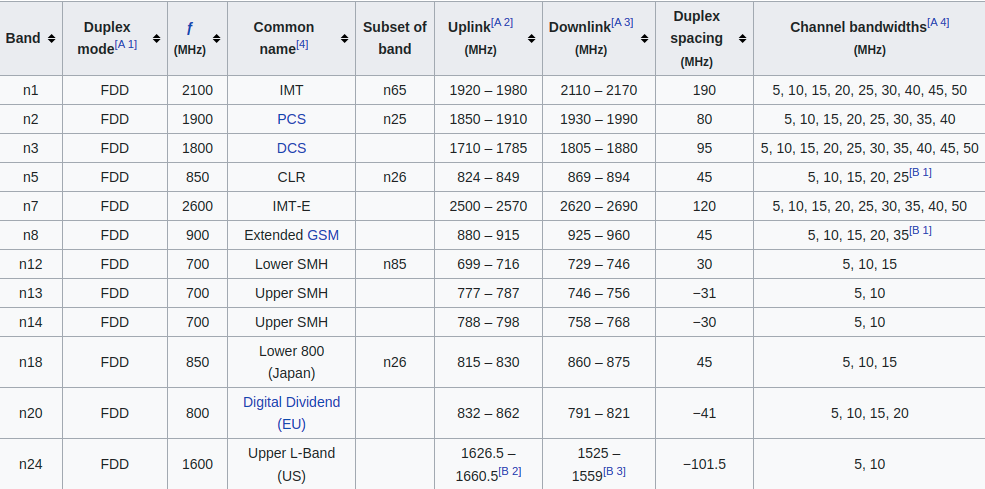 Band Duplex mode[A 1] ƒ (MHz) Common name[4] Subset of band Uplink[A 2] (MHz) Downlink[A 3] (MHz) Duplex spacing (MHz) Channel bandwidths[A 4] (MHz)
n1 FDD 2100 IMT n65 1920 – 1980 2110 – 2170 190 5, 10, 15, 20, 25, 30, 40, 45, 50
n2 FDD 1900 PCS n25 1850 – 1910 1930 – 1990 80 5, 10, 15, 20, 25, 30, 35, 40
n3 FDD 1800 DCS 1710 – 1785 1805 – 1880 95 5, 10, 15, 20, 25, 30, 35, 40, 45, 50
n5 FDD 850 CLR n26 824 – 849 869 – 894 45 5, 10, 15, 20, 25[B 1]
n7 FDD 2600 IMT-E 2500 – 2570 2620 – 2690 120 5, 10, 15, 20, 25, 30, 35, 40, 50
n8 FDD 900 Extended GSM 880 – 915 925 – 960 45 5, 10, 15, 20, 35[B 1]
n12 FDD 700 Lower SMH n85 699 – 716 729 – 746 30 5, 10, 15
n13 FDD 700 Upper SMH 777 – 787 746 – 756 −31 5, 10
n14 FDD 700 Upper SMH 788 – 798 758 – 768 −30 5, 10
n18 FDD 850 Lower 800 (Japan) n26 815 – 830 860 – 875 45 5, 10, 15
n20 FDD 800 Digital Dividend (EU) 832 – 862 791 – 821 −41 5, 10, 15, 20
n24 FDD 1600 Upper L-Band (US) 1626.5 – 1660.5[B 2] 1525 – 1559[B 3] −101.5 5, 10